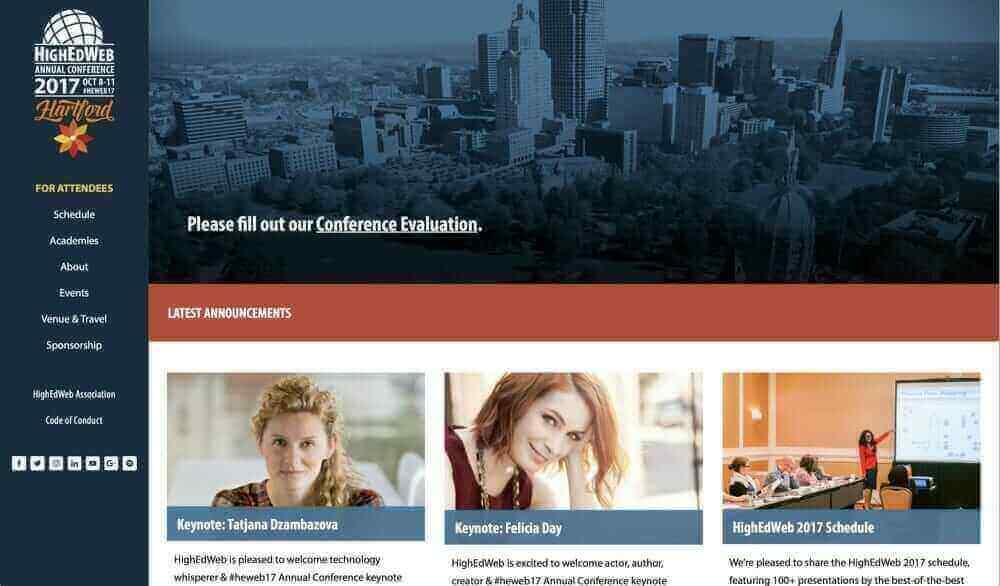 HIGHEDWEB
ANNUAL CONFERENCE
2017 OCT 8-11
#HEWEB17
Hartford
FOR ATTENDEES
Schedule
Academies
About
Events
Venue & Travel
Sponsorship
HighEdWeb Association
Code of Conduct
Please fill out our Conference Evaluation.
LATEST ANNOUNCEMENTS
Keynote: Tatjana Dzambazova
HighEdWeb is pleased to welcome technology
whisperer & #heweb17 Annual Conference keynote
Keynote: Felicia Day
HighEdWeb is excited to welcome actor, author,
creator & #heweb17 Annual Conference keynote
HighEdWeb 2017 Schedule
We're pleased to share the HighEdWeb 2017 schedule,
featuring 100+ presentations by the best-of-the-best